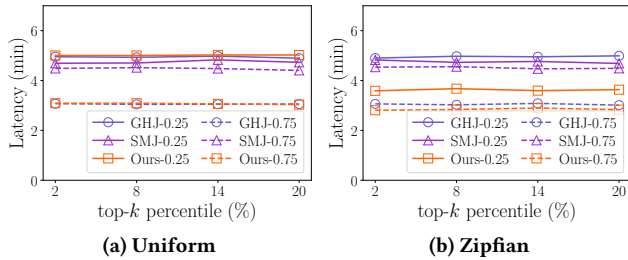 Latency (min)
6
4
2
0
GHJ-0.25
SMJ-0.25
Ours-0.25
GHJ-0.75
SMJ-0.75
Ours-0.75
2 8 14 20
top-k percentile (%)
(a) Uniform
Latency (min)
6
4
2
0
GHJ-0.25
SMJ-0.25
Ours-0.25
GHJ-0.75
SMJ-0.75
Ours-0.75
2 8 14 20
top-k percentile (%)
(b) Zipfian